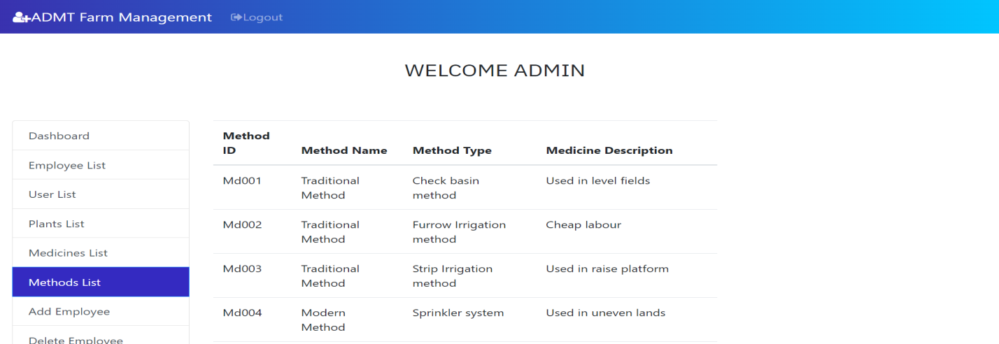 ADMT Farm Management Logout
WELCOME ADMIN
Dashboard
Employee List
User List
Plants List
Medicines List
Methods List
Add Employee
Delete Employee
Method
ID Method Name Method Type Medicine Description
Md001 Traditional Check basin Used in level fields
Method method
Md002 Traditional Furrow Irrigation Cheap labour
Method method
Md003 Traditional Strip Irrigation Used in raise platform
Method method
Md004 Modern Sprinkler system Used in uneven lands
Method